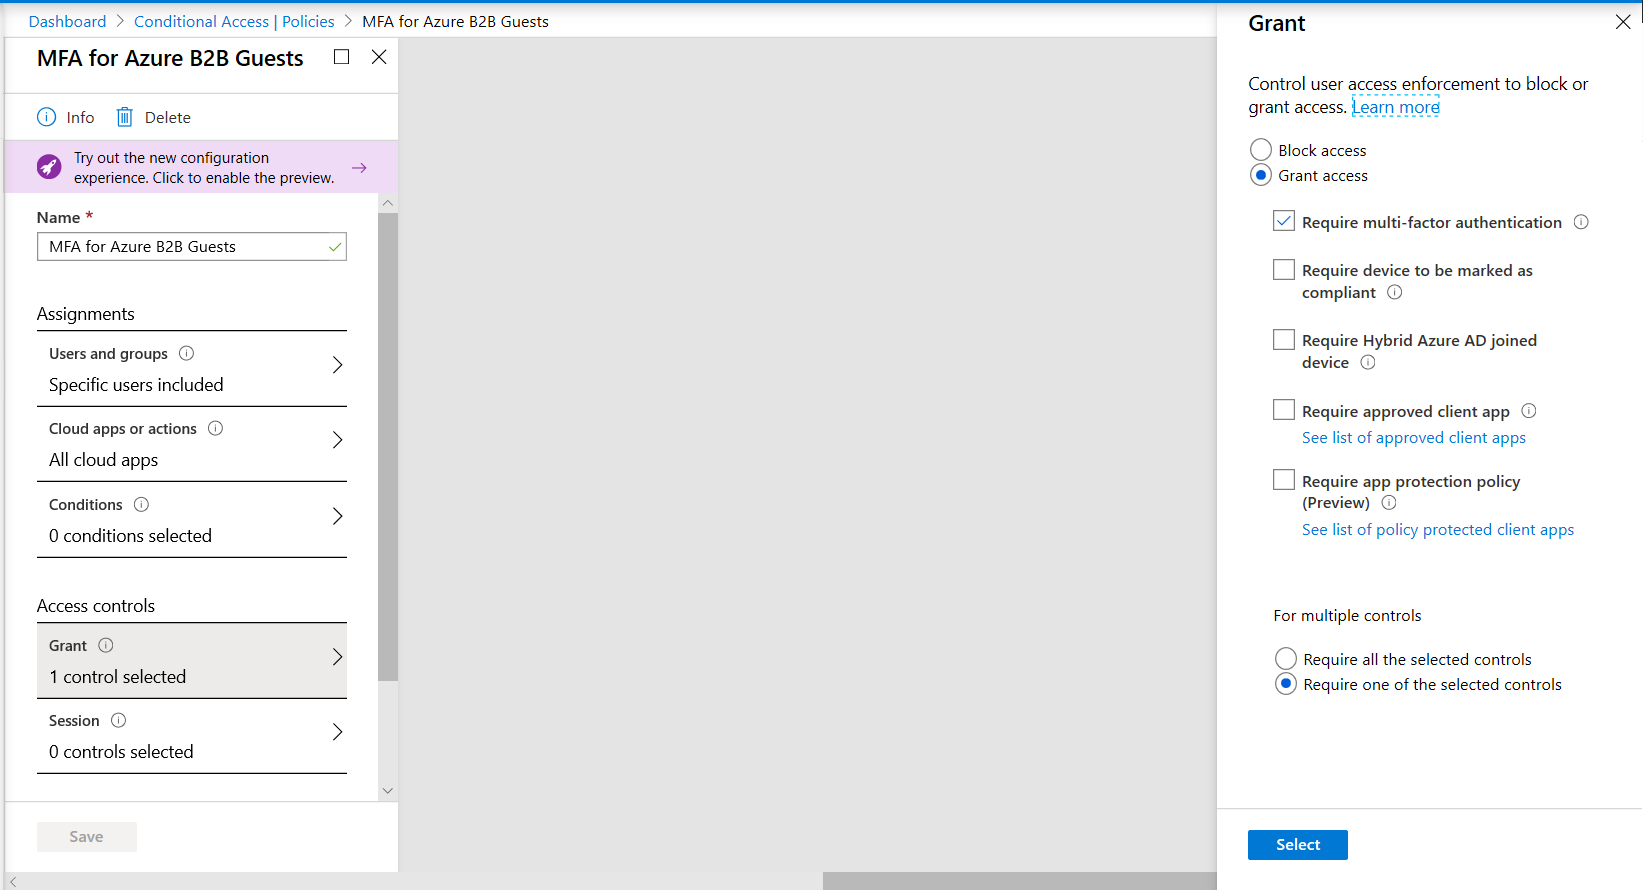 Dashboard > Conditional Access | Policies > MFA for Azure B2B Guests
MFA for Azure B2B Guests
Info Delete
Try out the new configuration
experience. Click to enable the preview.
Name *
MFA for Azure B2B Guests
Assignments
Users and groups
Specific users included
Cloud apps or actions
All cloud apps
Conditions
0 conditions selected
Access controls
Grant
1 control selected
Session
0 controls selected
Save
Grant
Control user access enforcement to block or
grant access. Learn more
Block access
Grant access
Require multi-factor authentication
Require device to be marked as
compliant
Require Hybrid Azure AD joined
device
Require approved client app
See list of approved client apps
Require app protection policy
(Preview)
See list of policy protected client apps
For multiple controls
Require all the selected controls
Require one of the selected controls
Select